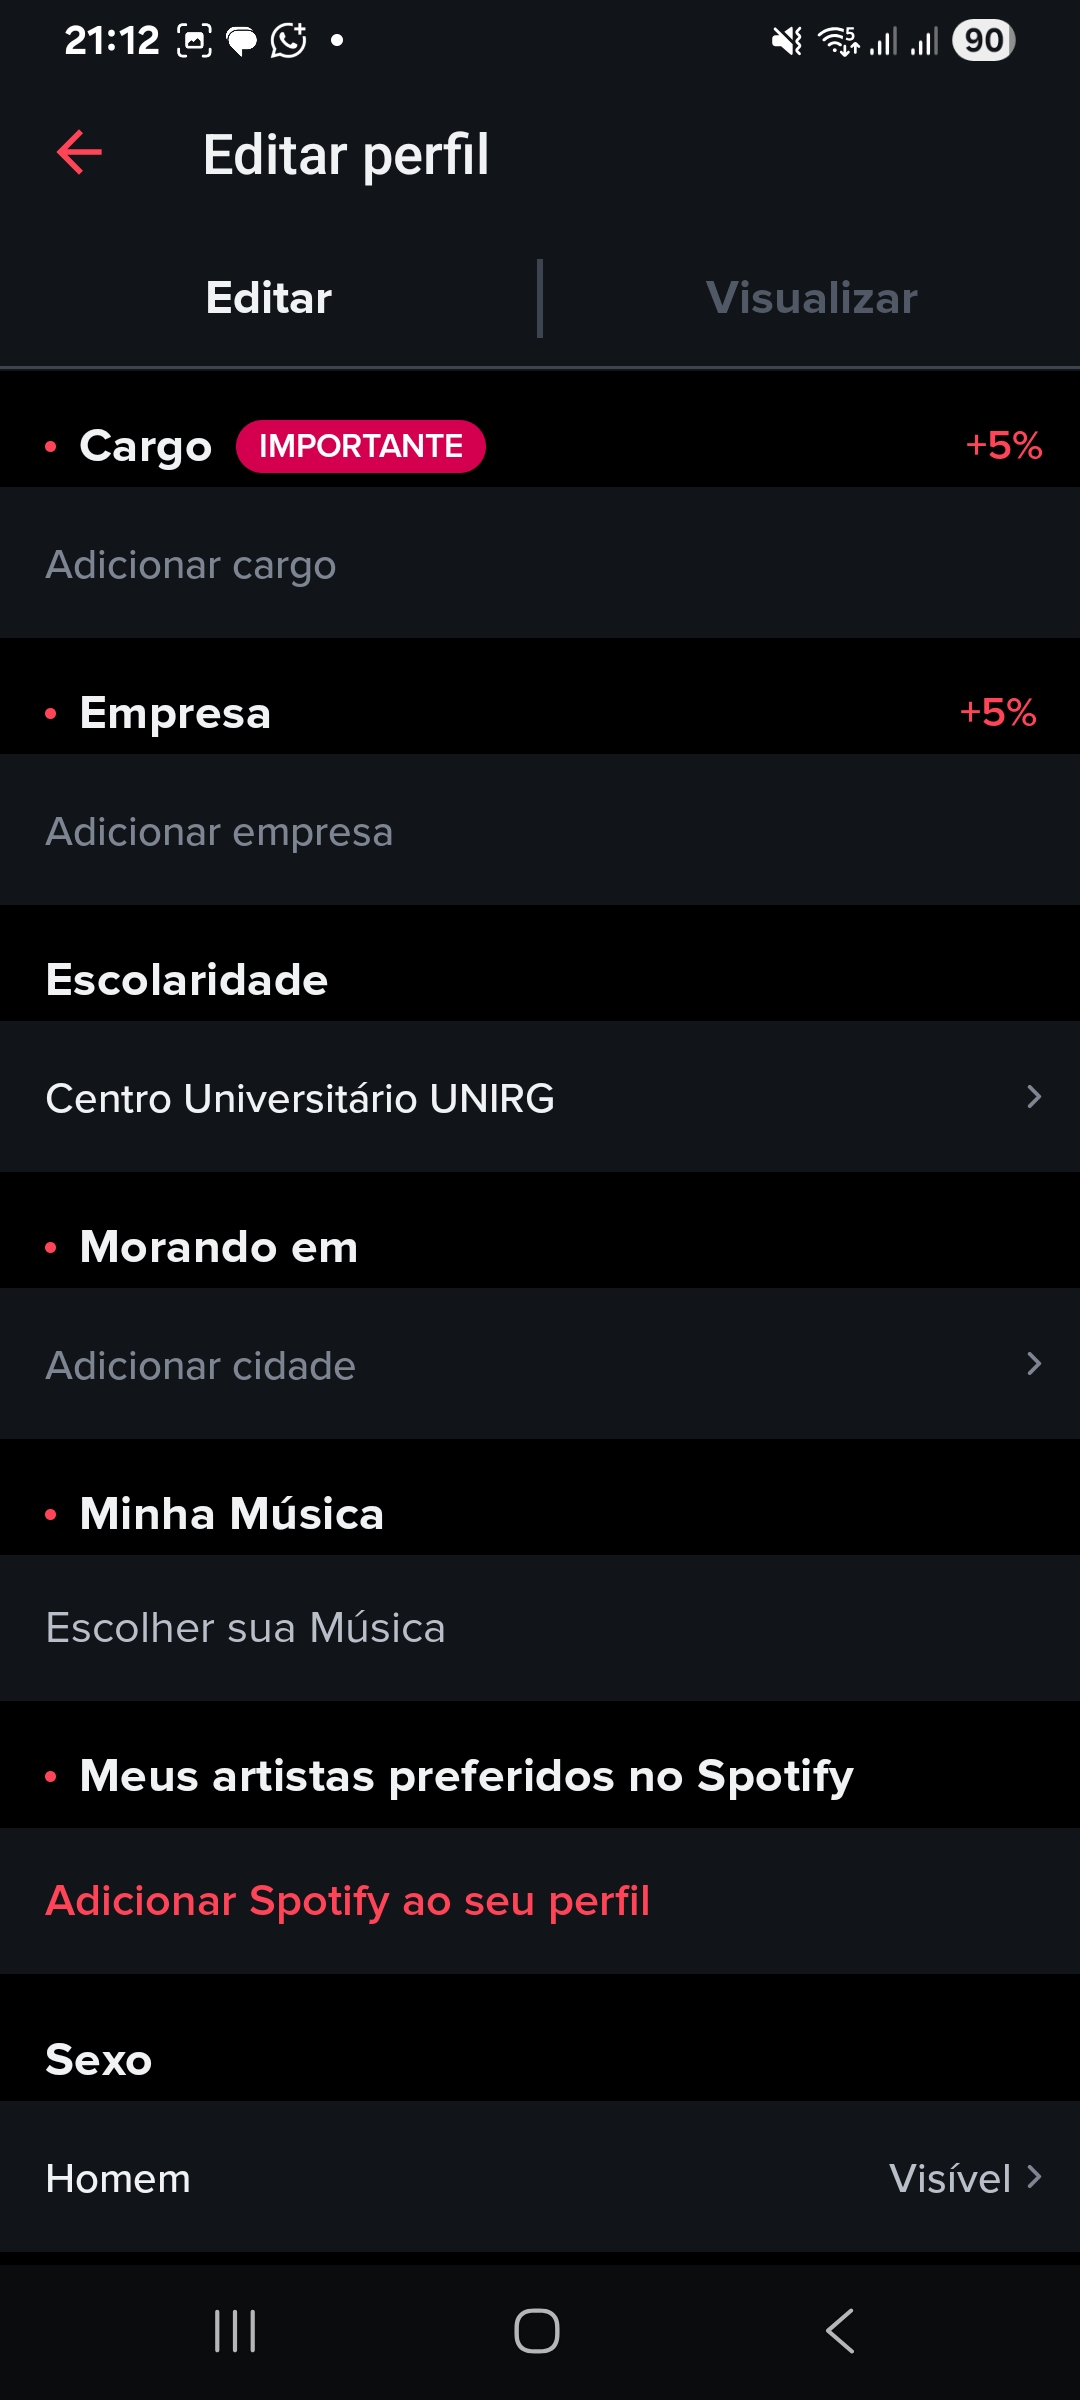 21:12
5
90
Editar perfil
Editar
Visualizar
Cargo IMPORTANTE +5%
Adicionar cargo
Empresa +5%
Adicionar empresa
Escolaridade
Centro Universitário UNIRG
Morando em
Adicionar cidade
Minha Música
Escolher sua Música
Meus artistas preferidos no Spotify
Adicionar Spotify ao seu perfil
Sexo
Homem Visível